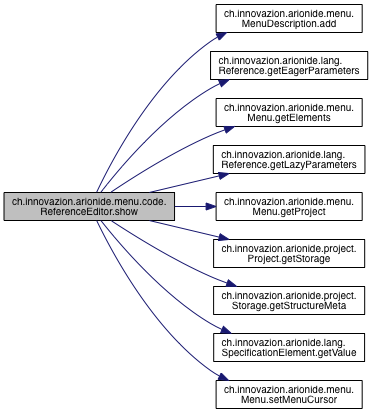 ch.innovazion.arionide.menu.
MenuDescription.add
ch.innovazion.arionide.lang.
Reference.getEagerParameters
ch.innovazion.arionide.menu.
Menu.getElements
ch.innovazion.arionide.lang.
Reference.getLazyParameters
ch.innovazion.arionide.menu.code.
ReferenceEditor.show
ch.innovazion.arionide.menu.
Menu.getProject
ch.innovazion.arionide.project.
Project.getStorage
ch.innovazion.arionide.project.
Storage.getStructureMeta
ch.innovazion.arionide.lang.
SpecificationElement.getValue
ch.innovazion.arionide.menu.
Menu.setMenuCursor